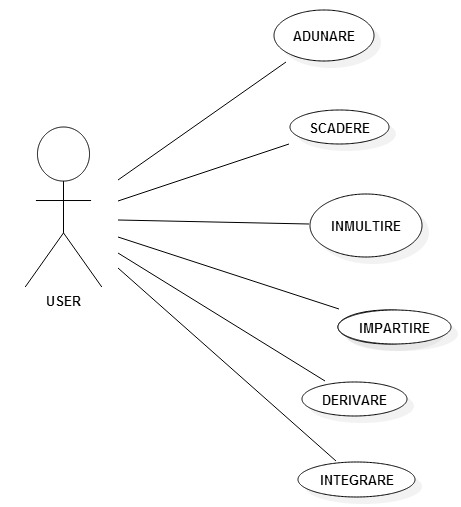 ADUNARE
SCADERE
INMULTIRE
USER
IMPARTIRE
DERIVARE
INTEGRARE